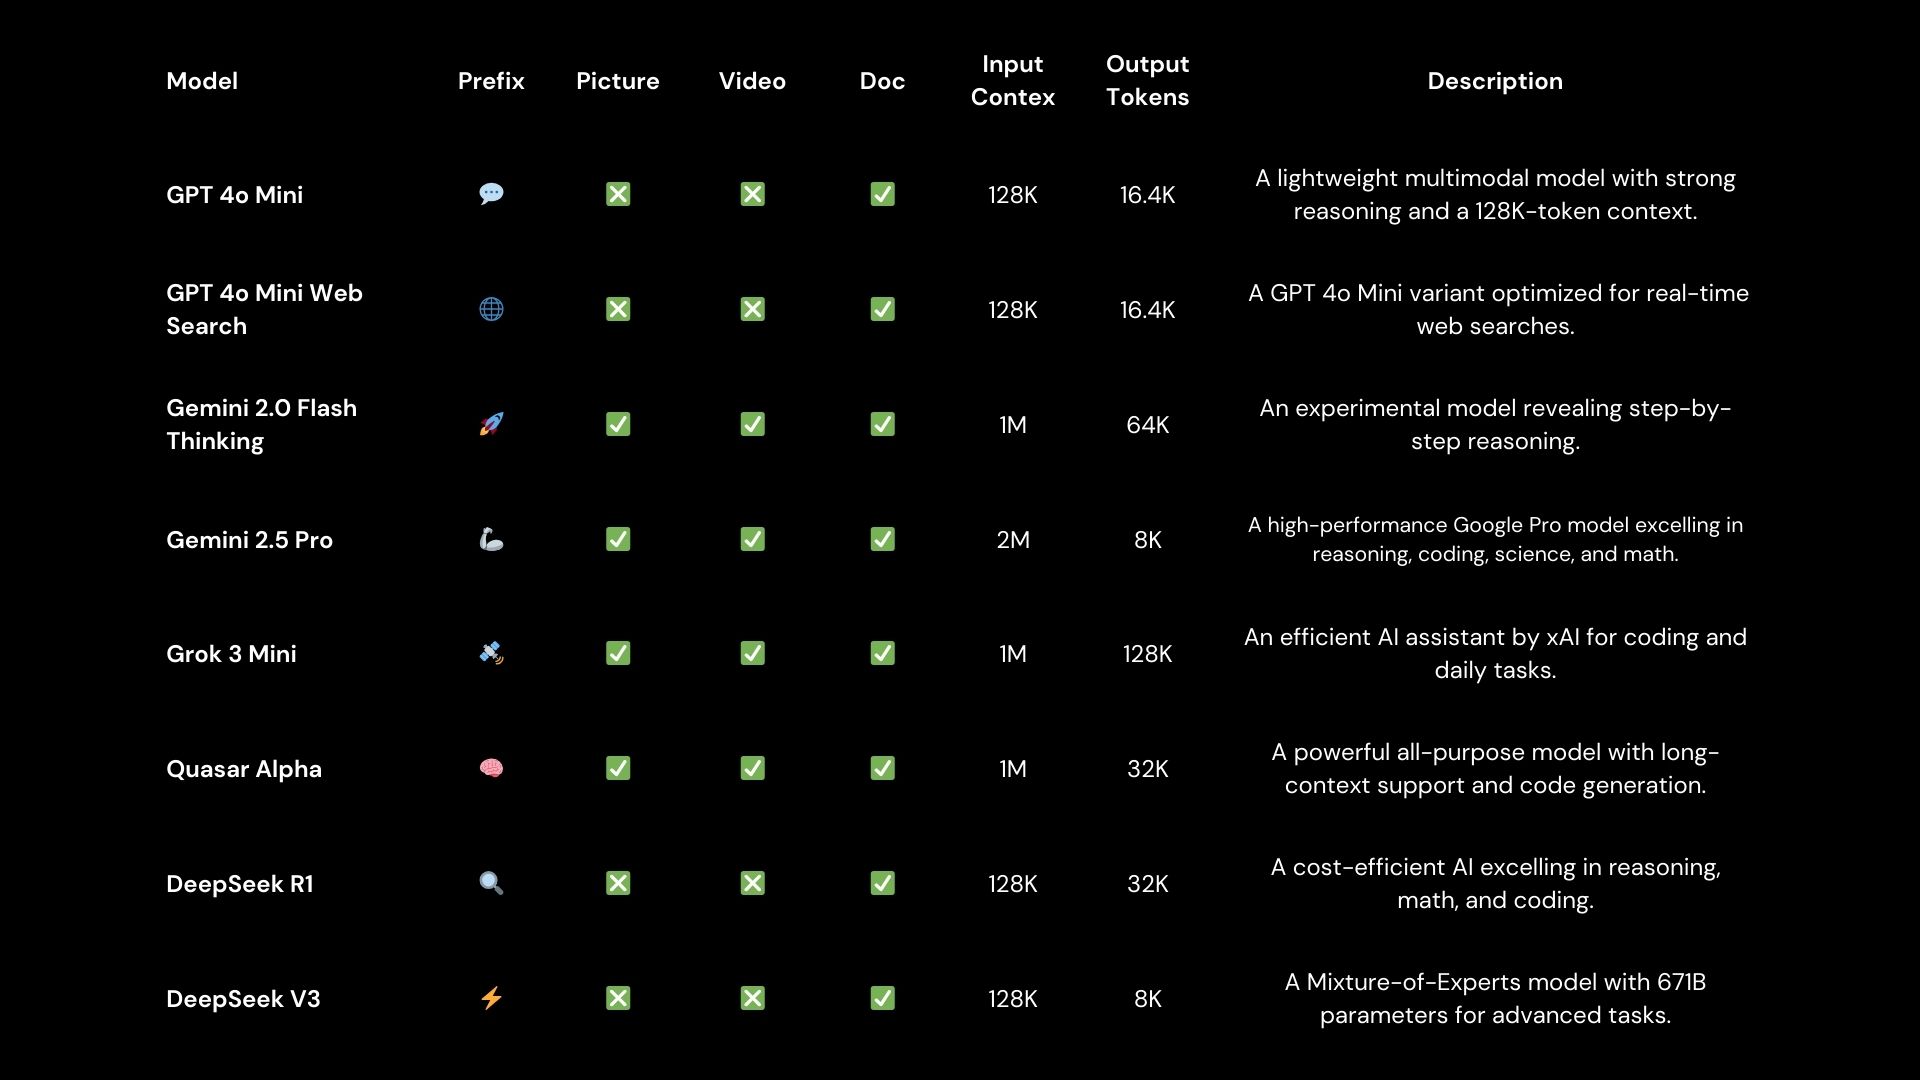 Model Prefix Picture Video Doc Input Contex Output Tokens Description
GPT 4o Mini 💬 ❎ ❎ ✅ 128K 16.4K A lightweight multimodal model with strong
reasoning and a 128K-token context.
GPT 4o Mini Web
Search 🌐 ❎ ❎ ✅ 128K 16.4K A GPT 4o Mini variant optimized for real-time
web searches.
Gemini 2.0 Flash
Thinking 🚀 ✅ ✅ ✅ 1M 64K An experimental model revealing step-by-
step reasoning.
Gemini 2.5 Pro 🦾 ✅ ✅ ✅ 2M 8K A high-performance Google Pro model excelling in
reasoning, coding, science, and math.
Grok 3 Mini 🛰️ ✅ ✅ ✅ 1M 128K An efficient AI assistant by xAI for coding and
daily tasks.
Quasar Alpha 🧠 ✅ ✅ ✅ 1M 32K A powerful all-purpose model with long-
context support and code generation.
DeepSeek R1 🔍 ❎ ❎ ✅ 128K 32K A cost-efficient AI excelling in reasoning,
math, and coding.
DeepSeek V3 ⚡ ❎ ❎ ✅ 128K 8K A Mixture-of-Experts model with 671B
parameters for advanced tasks.